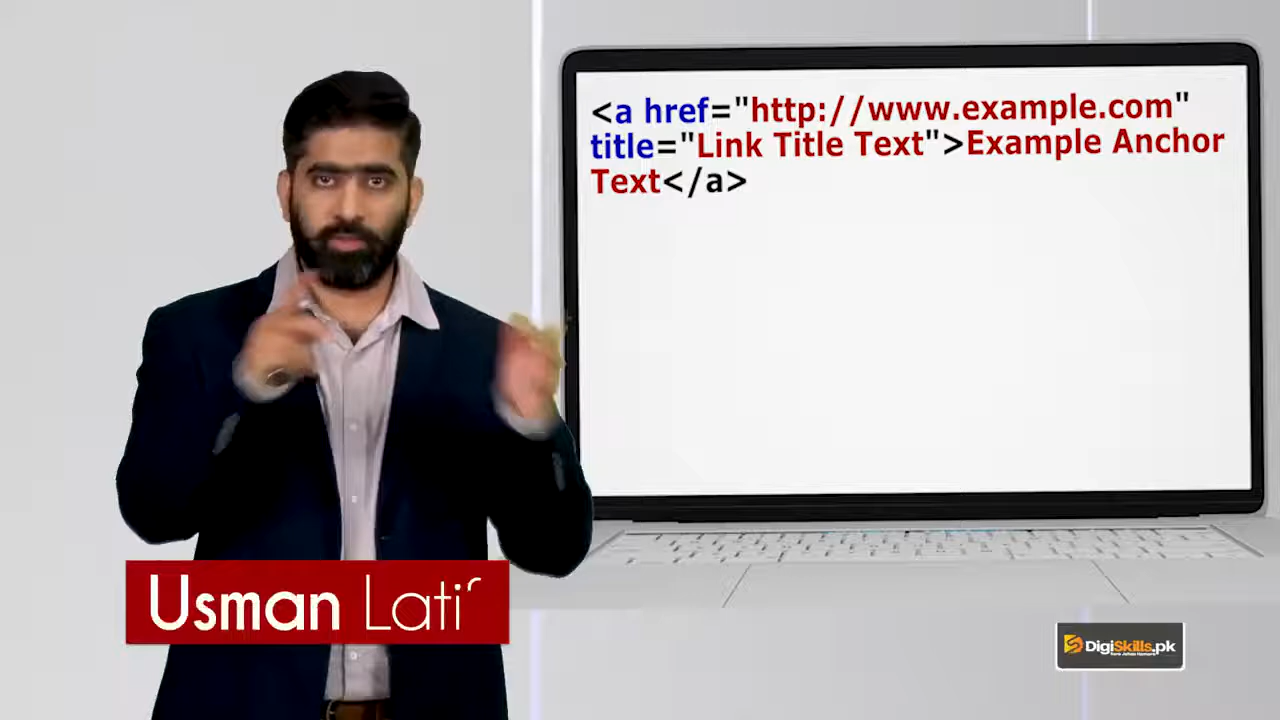 <a href="http://www.example.com"
title="Link Title Text">Example Anchor
Text</a>
Usman Lati
DigiSkills.pk